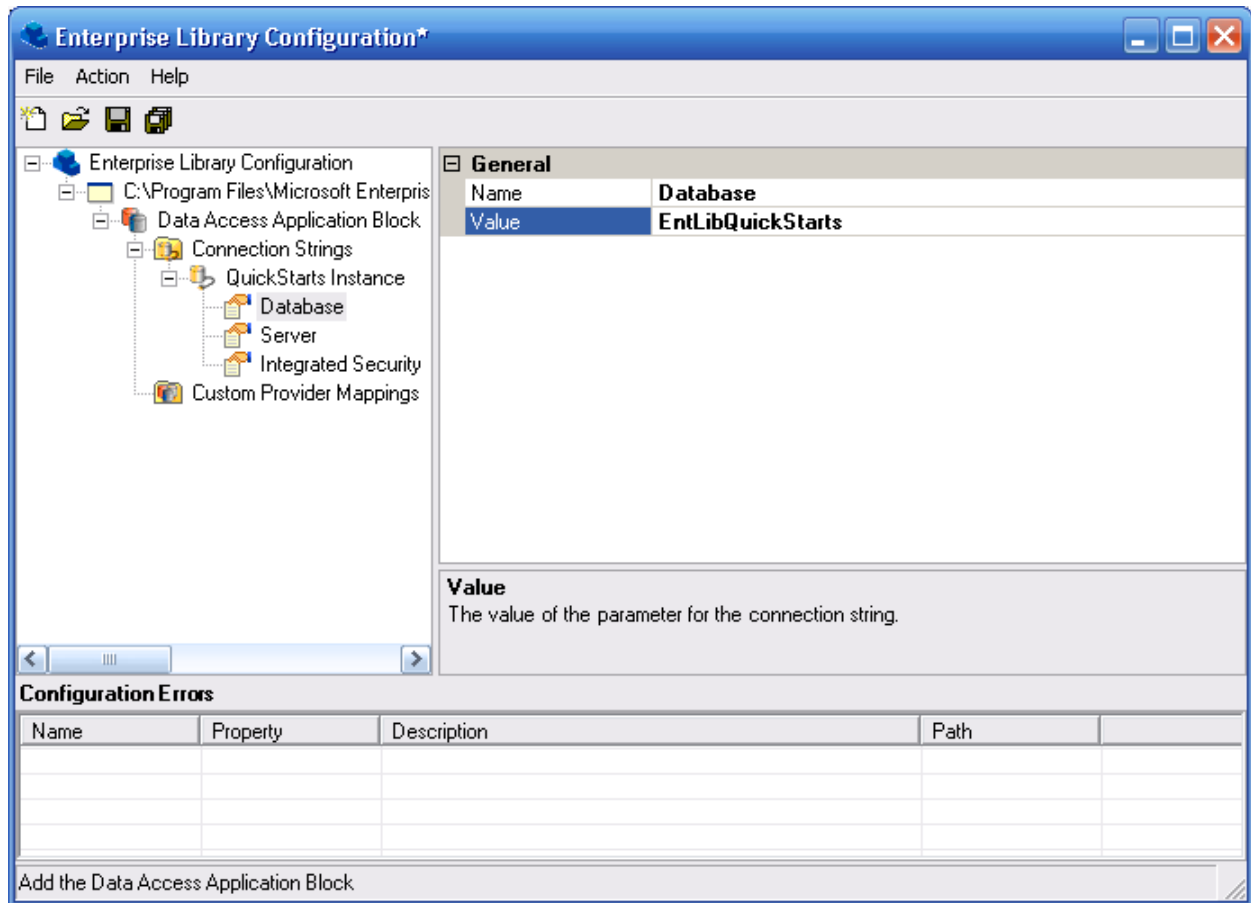 Enterprise Library Configuration*
File Action Help
Enterprise Library Configuration
C:\Program Files\Microsoft Enterpris
Data Access Application Block
Connection Strings
QuickStarts Instance
Database
Server
Integrated Security
Custom Provider Mappings
General
Name Database
Value EntLibQuickStarts
Value
The value of the parameter for the connection string.
Configuration Errors
Name Property Description Path
Add the Data Access Application Block